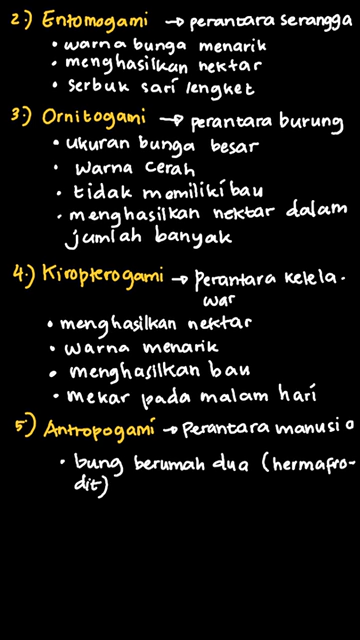 2.) Entomogami → perantara serangga
• warna bunga menarik
• menghasilkan nektar
• serbuk sari lengket
3.) Ornitogami → perantara burung
• ukuran bunga besar
• warna cerah
• tidak memiliki bau
• menghasilkan nektar dalam
jumlah banyak
4.) Kiropterogami → perantara kelela-
war
• menghasilkan nektar
• warna menarik
• menghasilkan bau
• mekar pada malam hari
5.) Antropogami → Perantara manusia
• bung berumah dua (hermafro-
dit)